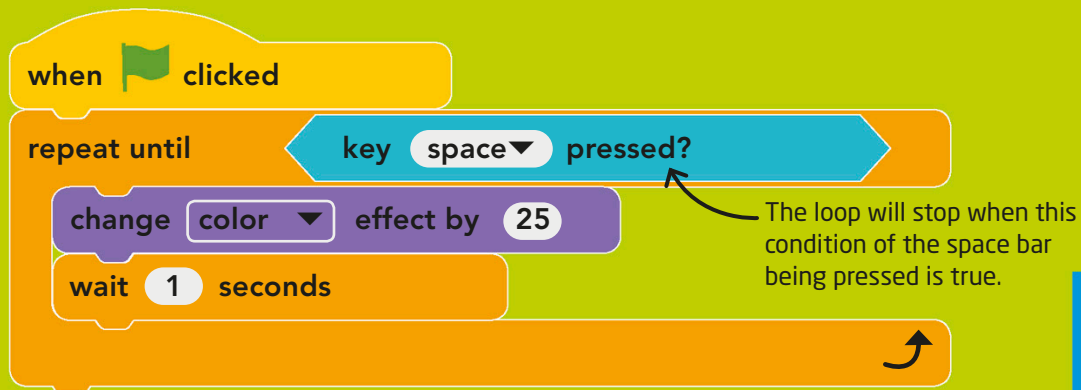 when clicked
repeat until key space pressed?
change color effect by 25
wait 1 seconds
The loop will stop when this
condition of the space bar
being pressed is true.